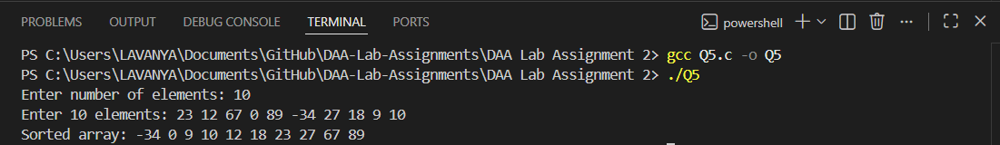 PROBLEMS OUTPUT DEBUG CONSOLE TERMINAL PORTS powershell
PS C:\Users\LAVANYA\Documents\GitHub\DAA-Lab-Assignments\DAA Lab Assignment 2> gcc Q5.c -o Q5
PS C:\Users\LAVANYA\Documents\GitHub\DAA-Lab-Assignments\DAA Lab Assignment 2> ./Q5
Enter number of elements: 10
Enter 10 elements: 23 12 67 0 89 -34 27 18 9 10
Sorted array: -34 0 9 10 12 18 23 27 67 89